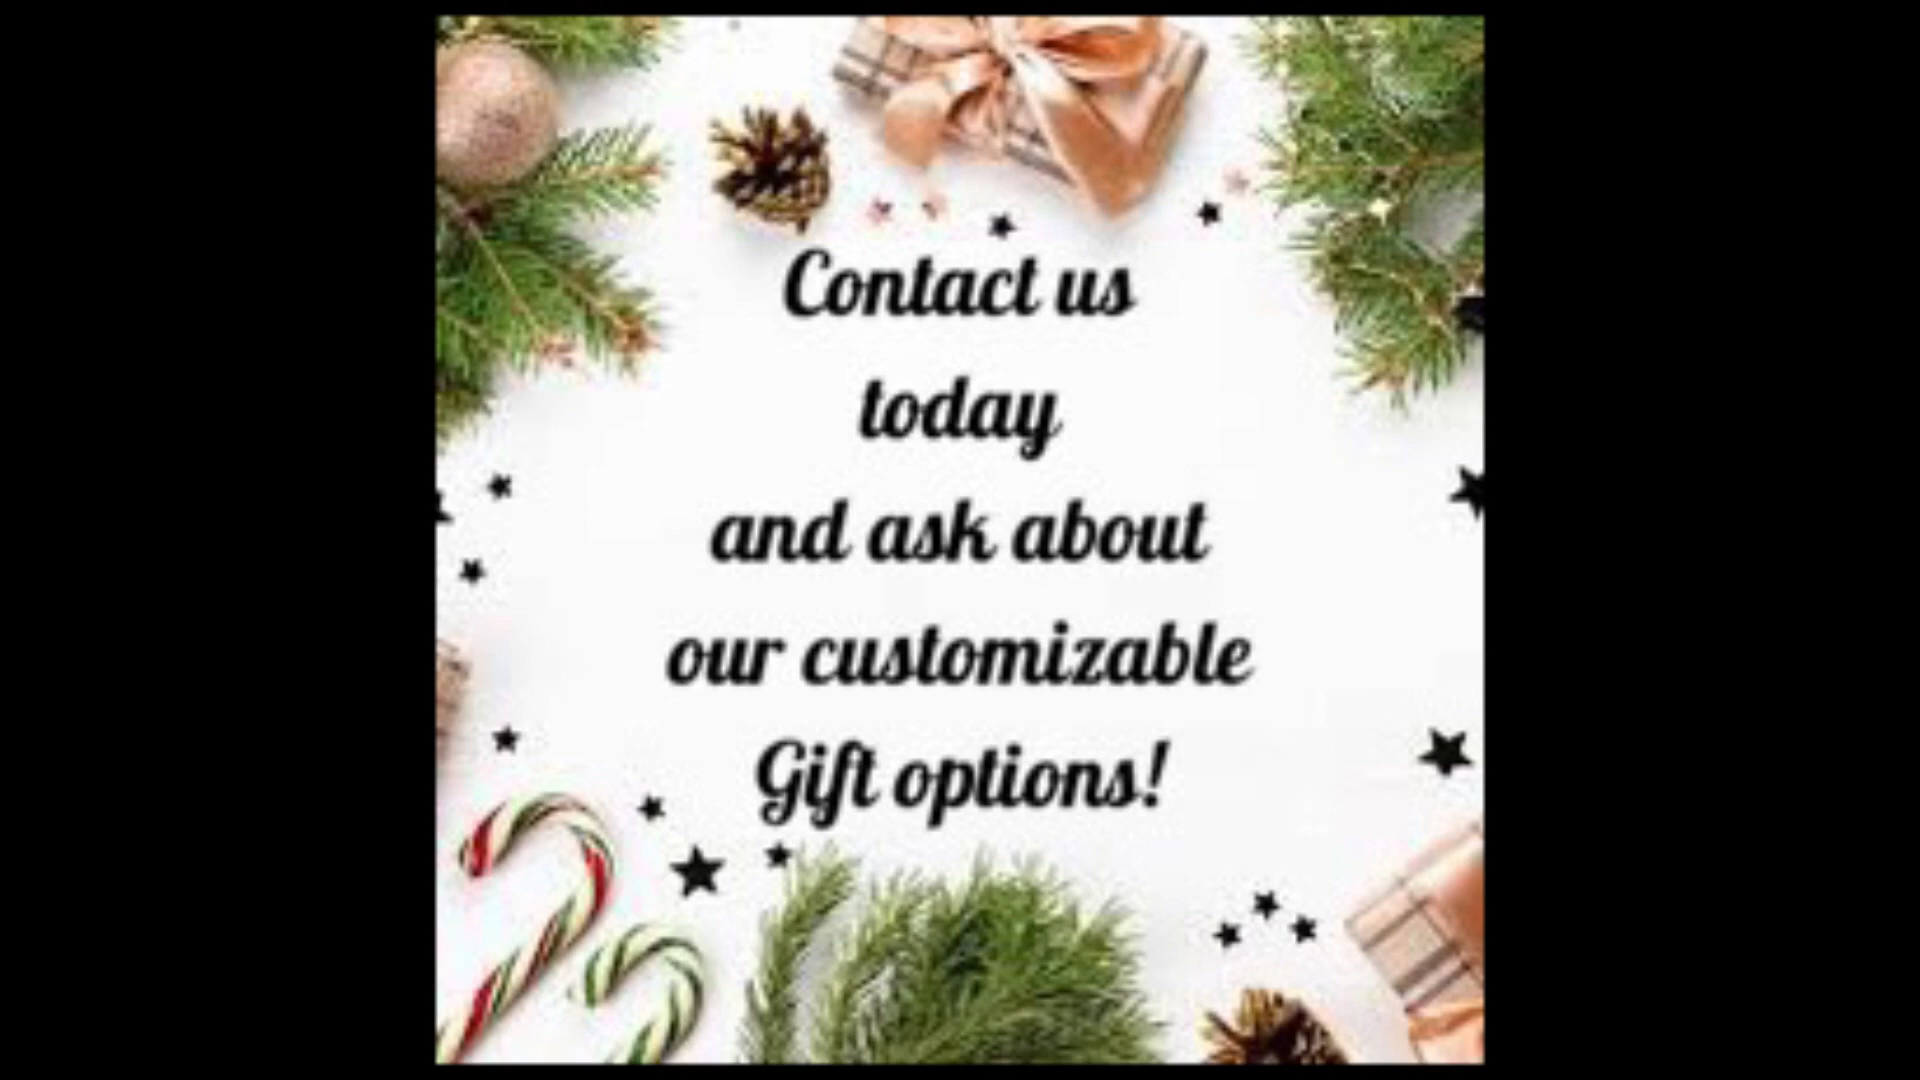 Contact us
today
and ask about
our customizable
Gift options!